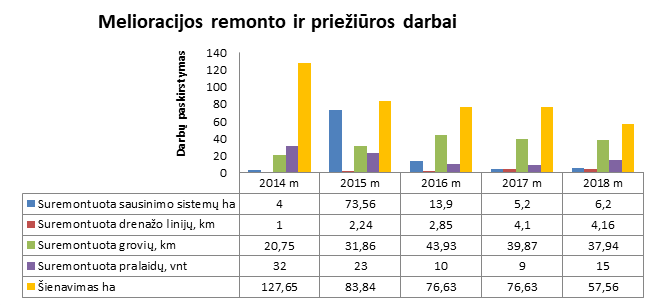 Melioracijos remonto ir priežiūros darbai
Darbų paskirstymas
140
120
100
80
60
40
20
0
2014 m 2015 m 2016 m 2017 m 2018 m
Suremontuota sausinimo sistemų ha 4 73,56 13,9 5,2 6,2
Suremontuota drenažo linijų, km 1 2,24 2,85 4,1 4,16
Suremontuota grovių, km 20,75 31,86 43,93 39,87 37,94
Suremontuota pralaidų, vnt 32 23 10 9 15
Šienavimas ha 127,65 83,84 76,63 76,63 57,56